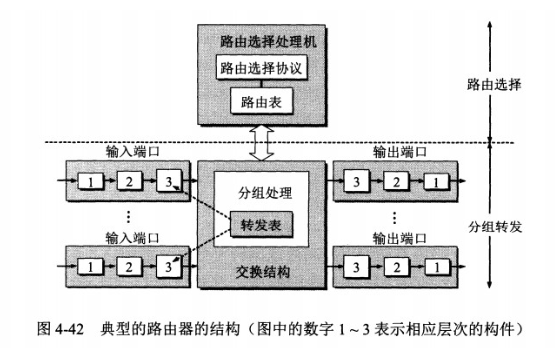 路由选择处理机
路由选择协议
路由表
路由选择
输入端口
输出端口
1 2 3
分组处理
3 2 1
转发表
分组转发
输入端口
输出端口
1 2 3
交换结构
3 2 1
图 4-42 典型的路由器的结构（图中的数字 1～3 表示相应层次的构件）